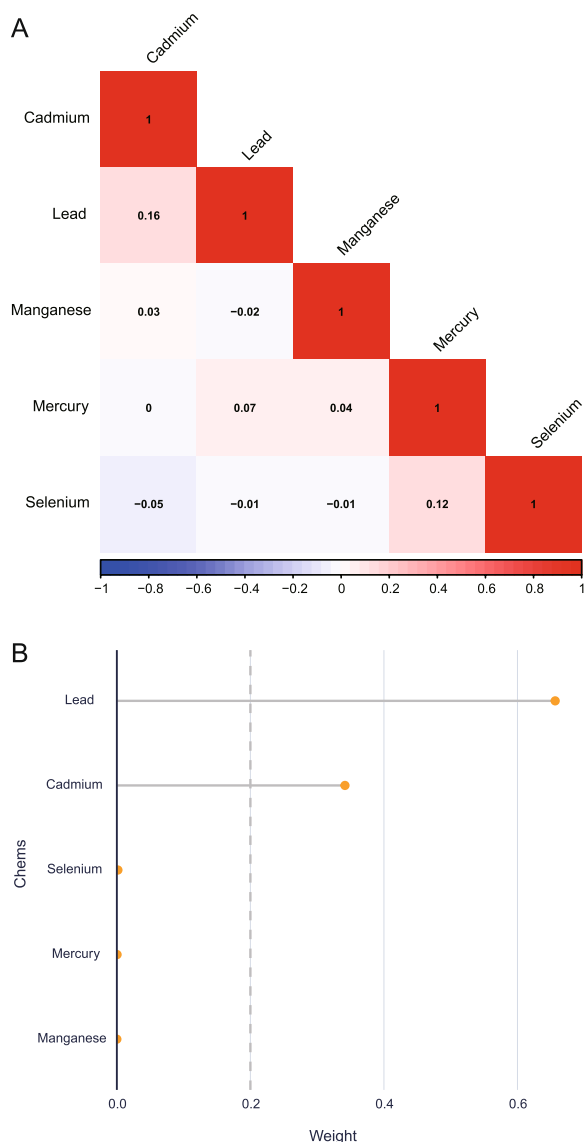 A
Cadmium
Cadmium
1
Lead
Lead
0.16
1
Manganese
Manganese
0.03
−0.02
1
Mercury
Mercury
0
0.07
0.04
1
Selenium
Selenium
−0.05
−0.01
−0.01
0.12
1
−1 −0.8 −0.6 −0.4 −0.2 0 0.2 0.4 0.6 0.8 1
B
Lead
Cadmium
Selenium
Mercury
Manganese
Chems
0.0 0.2 0.4 0.6
Weight